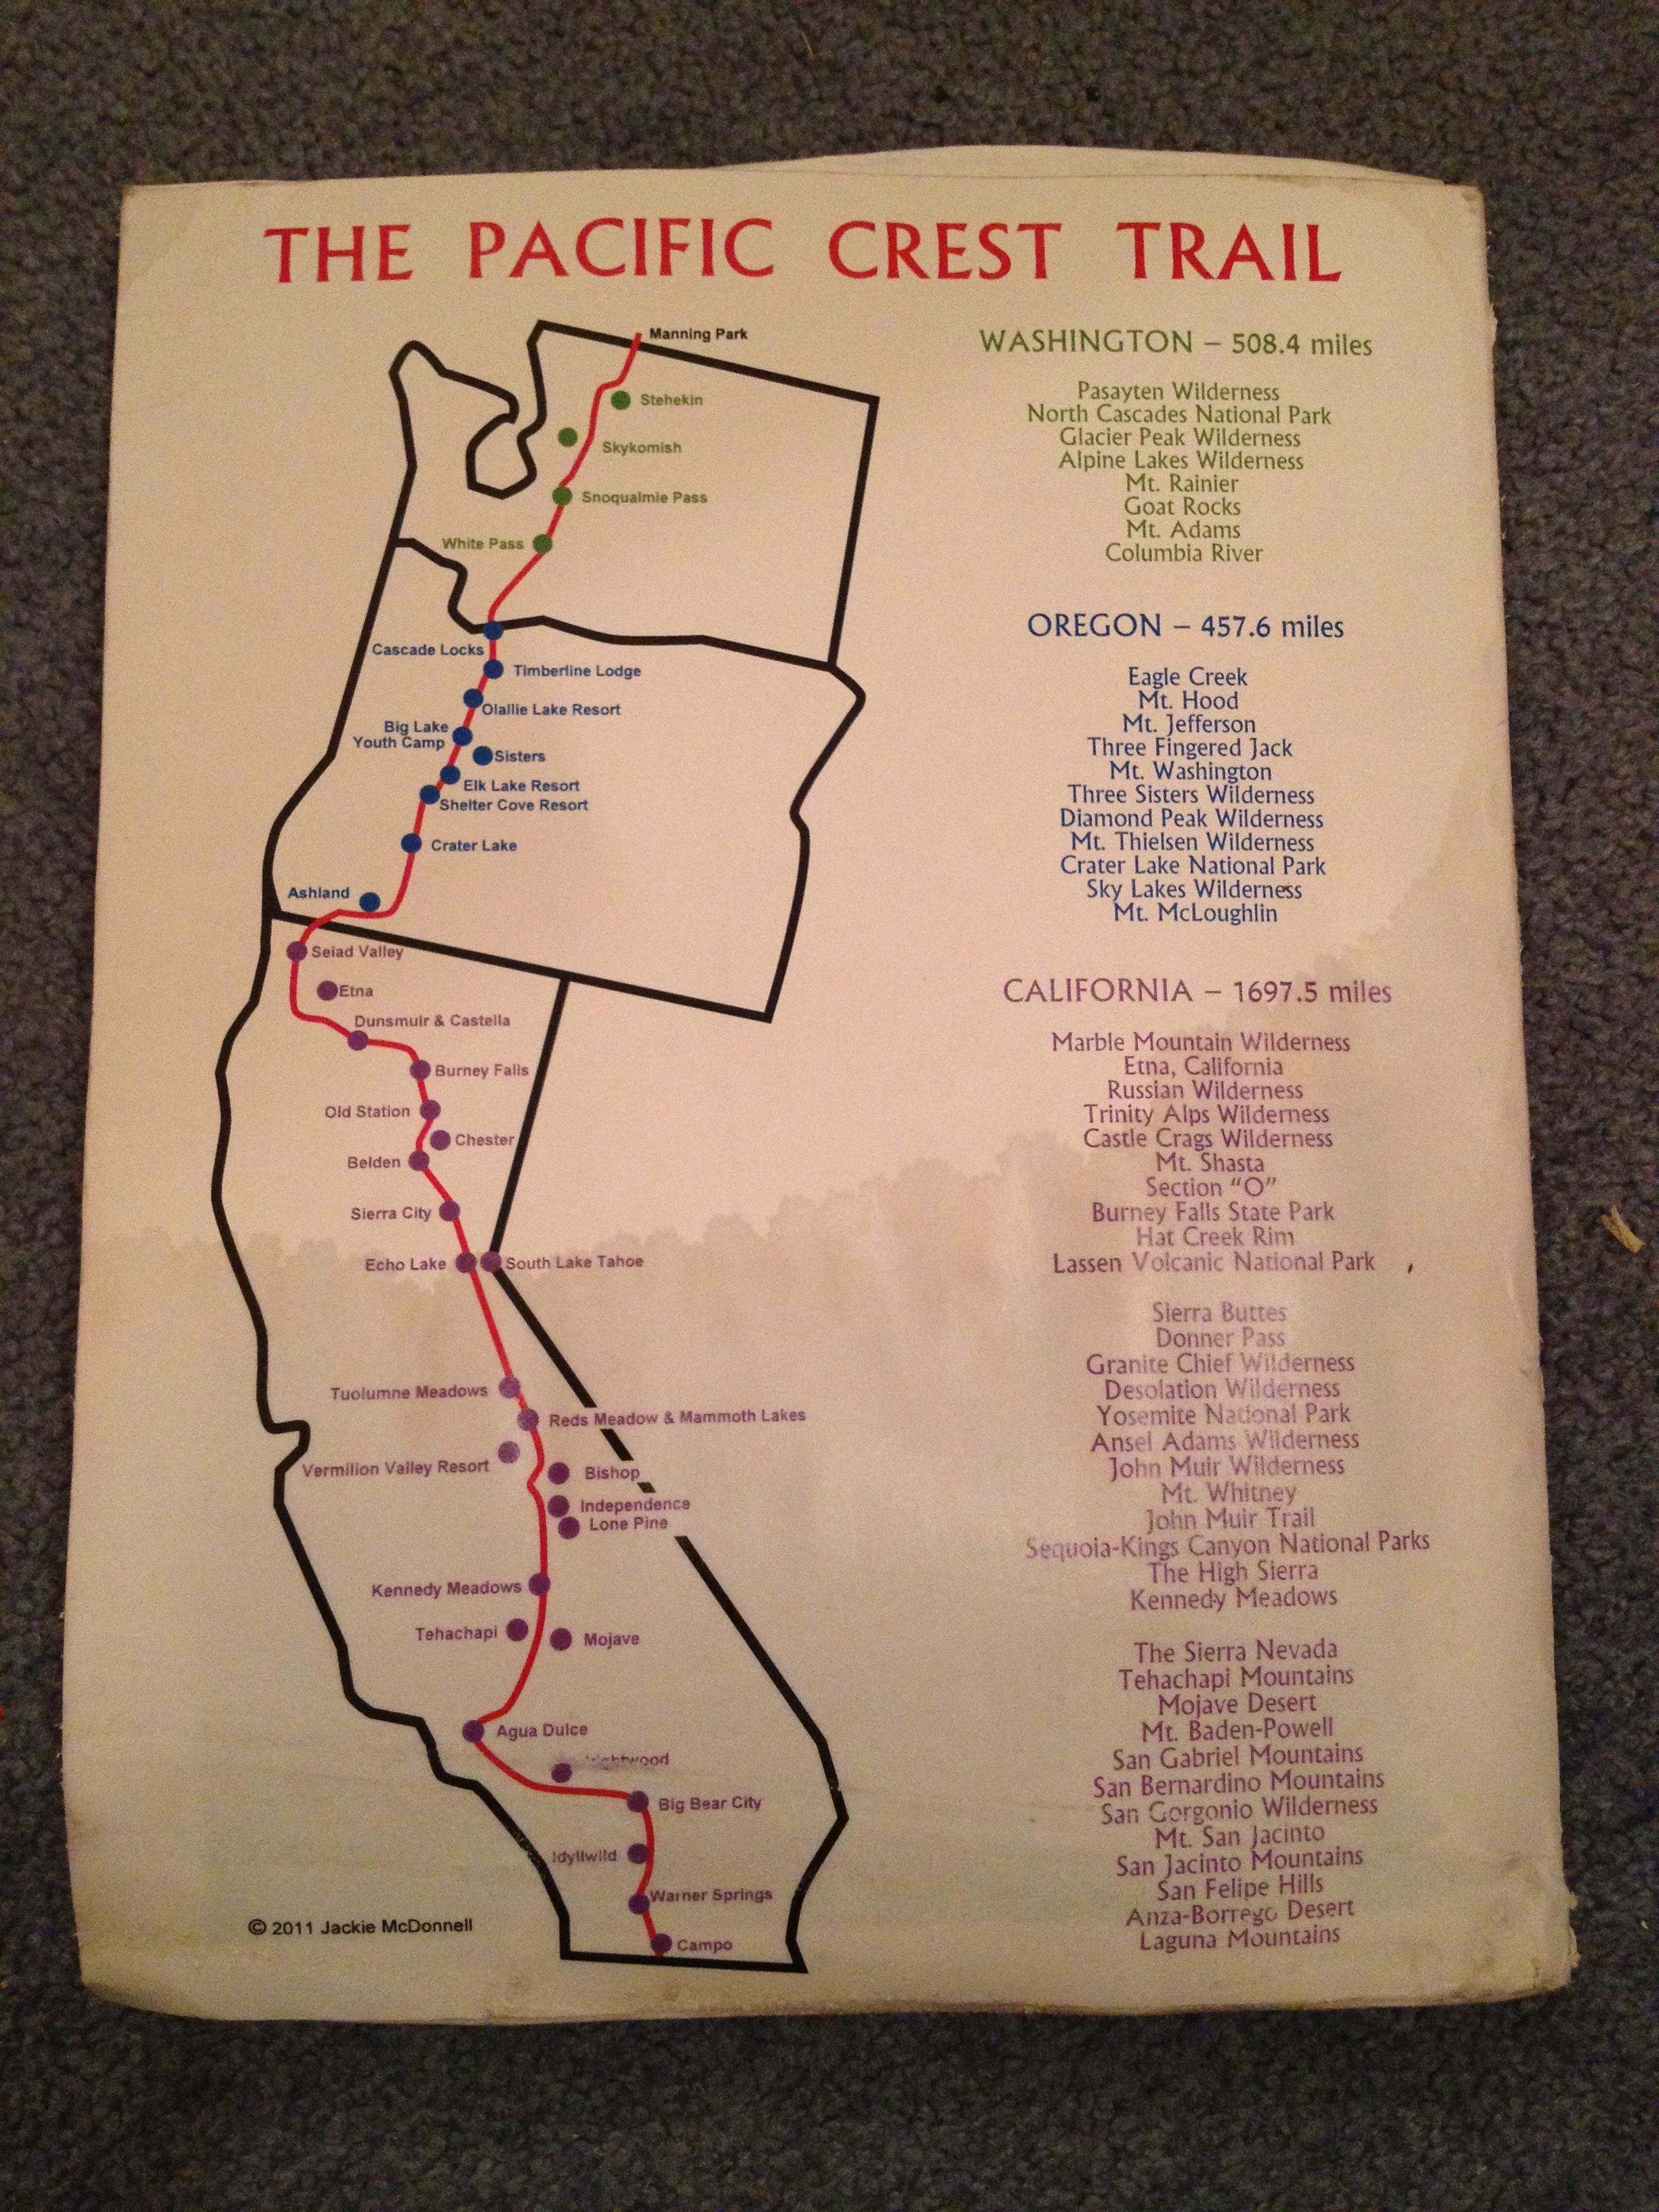 THE PACIFIC CREST TRAIL
Manning Park
Stehekin
Skykomish
Snoqualmie Pass
White Pass
Cascade Locks
Timberline Lodge
Olallie Lake Resort
Big Lake
Youth Camp
Sisters
Elk Lake Resort
Shelter Cove Resort
Crater Lake
Ashland
Seiad Valley
Etna
Dunsmuir & Castella
Burney Falls
Old Station
Chester
Belden
Sierra City
Echo Lake
South Lake Tahoe
Tuolumne Meadows
Reds Meadow & Mammoth Lakes
Vermilion Valley Resort
Bishop
Independence
Lone Pine
Kennedy Meadows
Tehachapi
Mojave
Agua Dulce
Big Bear City
Idyllwild
Warner Springs
Campo
© 2011 Jackie McDonnell
WASHINGTON – 508.4 miles
Pasayten Wilderness
North Cascades National Park
Glacier Peak Wilderness
Alpine Lakes Wilderness
Mt. Rainier
Goat Rocks
Mt. Adams
Columbia River
OREGON – 457.6 miles
Eagle Creek
Mt. Hood
Mt. Jefferson
Three Fingered Jack
Mt. Washington
Three Sisters Wilderness
Diamond Peak Wilderness
Mt. Thielsen Wilderness
Crater Lake National Park
Sky Lakes Wilderness
Mt. McLoughlin
CALIFORNIA – 1697.5 miles
Marble Mountain Wilderness
Etna, California
Russian Wilderness
Trinity Alps Wilderness
Castle Crags Wilderness
Mt. Shasta
Section “O”
Burney Falls State Park
Hat Creek Rim
Lassen Volcanic National Park
Sierra Buttes
Donner Pass
Granite Chief Wilderness
Desolation Wilderness
Yosemite National Park
Ansel Adams Wilderness
John Muir Wilderness
Mt. Whitney
John Muir Trail
Sequoia-Kings Canyon National Parks
The High Sierra
Kennedy Meadows
The Sierra Nevada
Tehachapi Mountains
Mojave Desert
Mt. Baden-Powell
San Gabriel Mountains
San Bernardino Mountains
San Gorgonio Wilderness
Mt. San Jacinto
San Jacinto Mountains
San Felipe Hills
Anza-Borrego Desert
Laguna Mountains